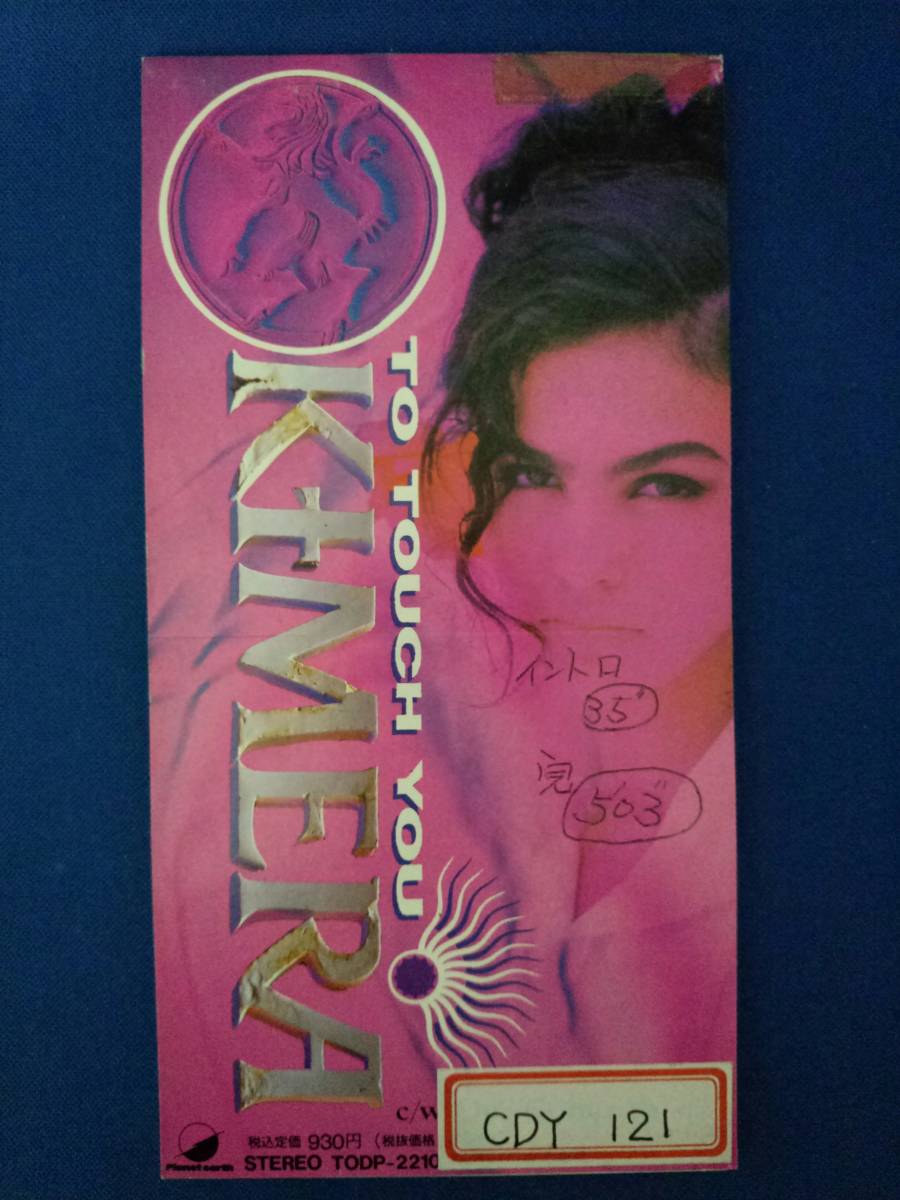 KIMERA
TO TOUCH YOU
イントロ
35"
完
5'03"
c/w
税込定価 930円 (税抜価格
STEREO TODP-2210
Planet earth
CDY 121